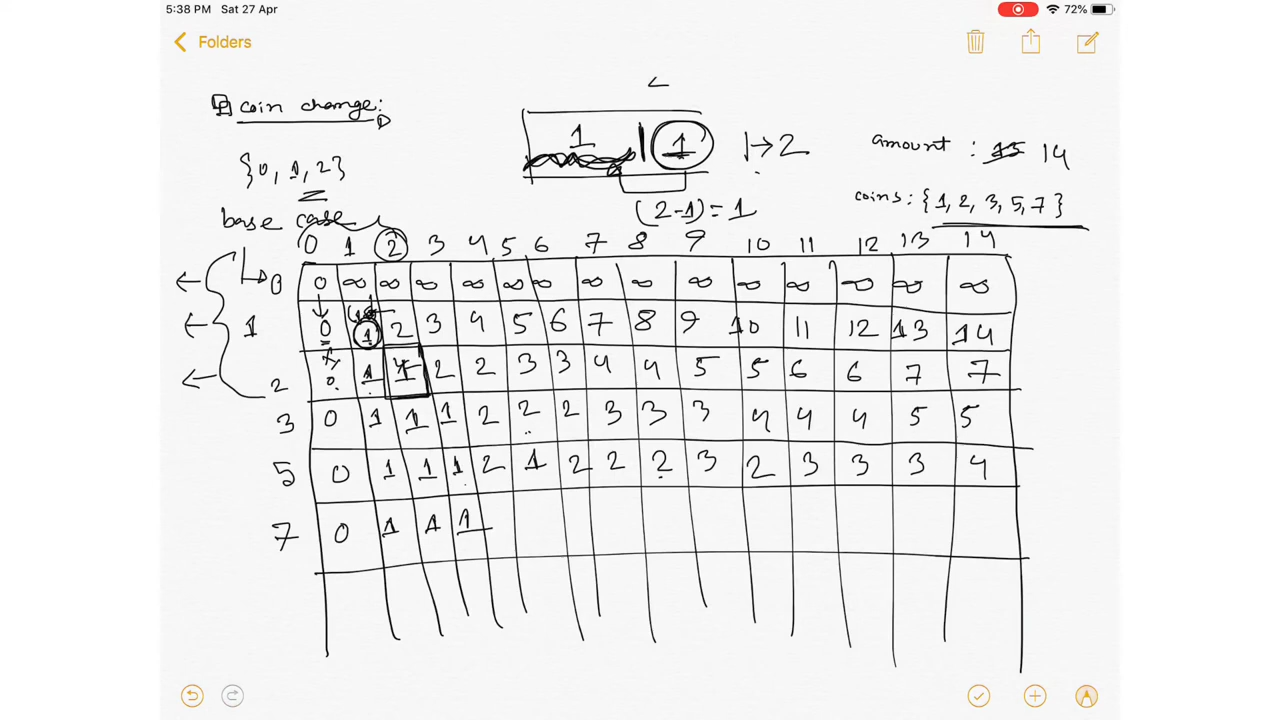 5:38 PM Sat 27 Apr
72%
Folders
coin change:
{0, 1, 2}
1 | 1
1→2
(2-1)=1
amount : 15 14
coins: {1, 2, 3, 5, 7}
base case
0 1 2 3 4 5 6 7 8 9 10 11 12 13 14
0 0 ∞ ∞ ∞ ∞ ∞ ∞ ∞ ∞ ∞ ∞ ∞ ∞ ∞ ∞
1 0 1 2 3 4 5 6 7 8 9 10 11 12 13 14
2 0 1 1 2 2 3 3 4 4 5 5 6 6 7 7
3 0 1 1 1 2 2 2 3 3 3 4 4 4 5 5
5 0 1 1 1 2 1 2 2 2 3 2 3 3 3 4
7 0 1 1 1